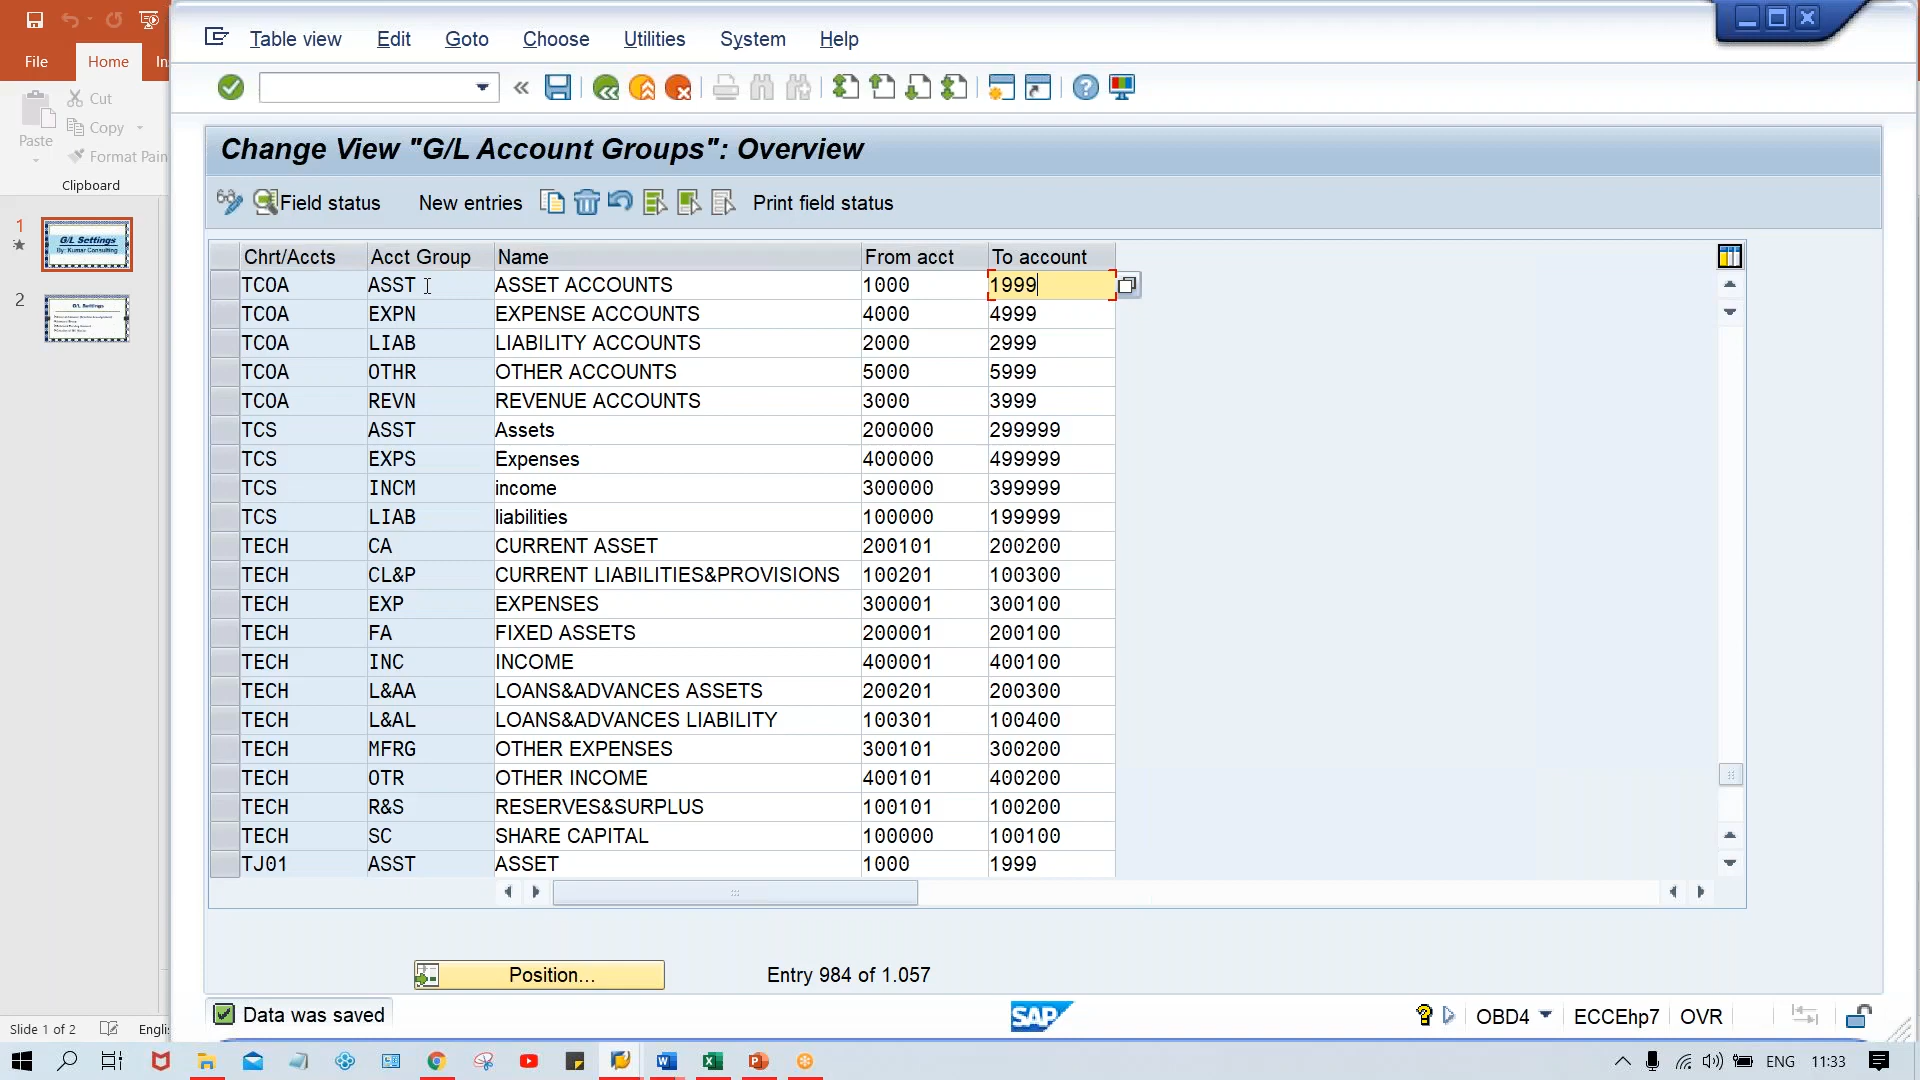 Table view Edit Goto Choose Utilities System Help
File Home In
Cut
Copy
Paste
Format Pain
Clipboard
Change View "G/L Account Groups": Overview
Field status New entries Print field status
1
G/L Settings
By: Kumar Consulting
2
G/L Settings
Chrt/Accts Acct Group Name From acct To account
TCOA ASST ASSET ACCOUNTS 1000 1999
TCOA EXPN EXPENSE ACCOUNTS 4000 4999
TCOA LIAB LIABILITY ACCOUNTS 2000 2999
TCOA OTHR OTHER ACCOUNTS 5000 5999
TCOA REVN REVENUE ACCOUNTS 3000 3999
TCS ASST Assets 200000 299999
TCS EXPS Expenses 400000 499999
TCS INCM income 300000 399999
TCS LIAB liabilities 100000 199999
TECH CA CURRENT ASSET 200101 200200
TECH CL&P CURRENT LIABILITIES&PROVISIONS 100201 100300
TECH EXP EXPENSES 300001 300100
TECH FA FIXED ASSETS 200001 200100
TECH INC INCOME 400001 400100
TECH L&AA LOANS&ADVANCES ASSETS 200201 200300
TECH L&AL LOANS&ADVANCES LIABILITY 100301 100400
TECH MFRG OTHER EXPENSES 300101 300200
TECH OTR OTHER INCOME 400101 400200
TECH R&S RESERVES&SURPLUS 100101 100200
TECH SC SHARE CAPITAL 100000 100100
TJ01 ASST ASSET 1000 1999
Position... Entry 984 of 1.057
Data was saved SAP OBD4 ECCEhp7 OVR
Slide 1 of 2 Englis
ENG 11:33